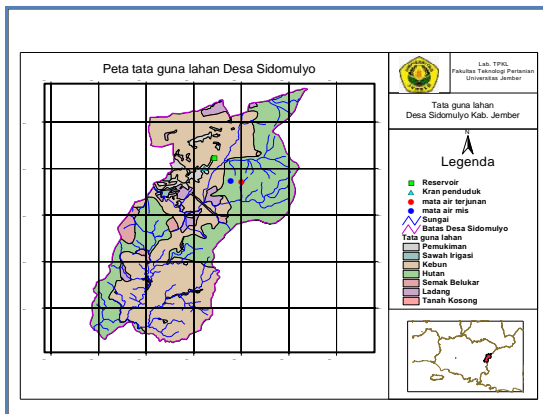 Peta tata guna lahan Desa Sidomulyo
Lab. TPKL
Fakultas Teknologi Pertanian
Universitas Jember
Tata guna lahan
Desa Sidomulyo Kab. Jember
N
Legenda
Reservoir
Kran penduduk
mata air terjunan
mata air mis
Sungai
Batas Desa Sidomulyo
Tata guna lahan
Pemukiman
Sawah Irigasi
Kebun
Hutan
Semak Belukar
Ladang
Tanah Kosong